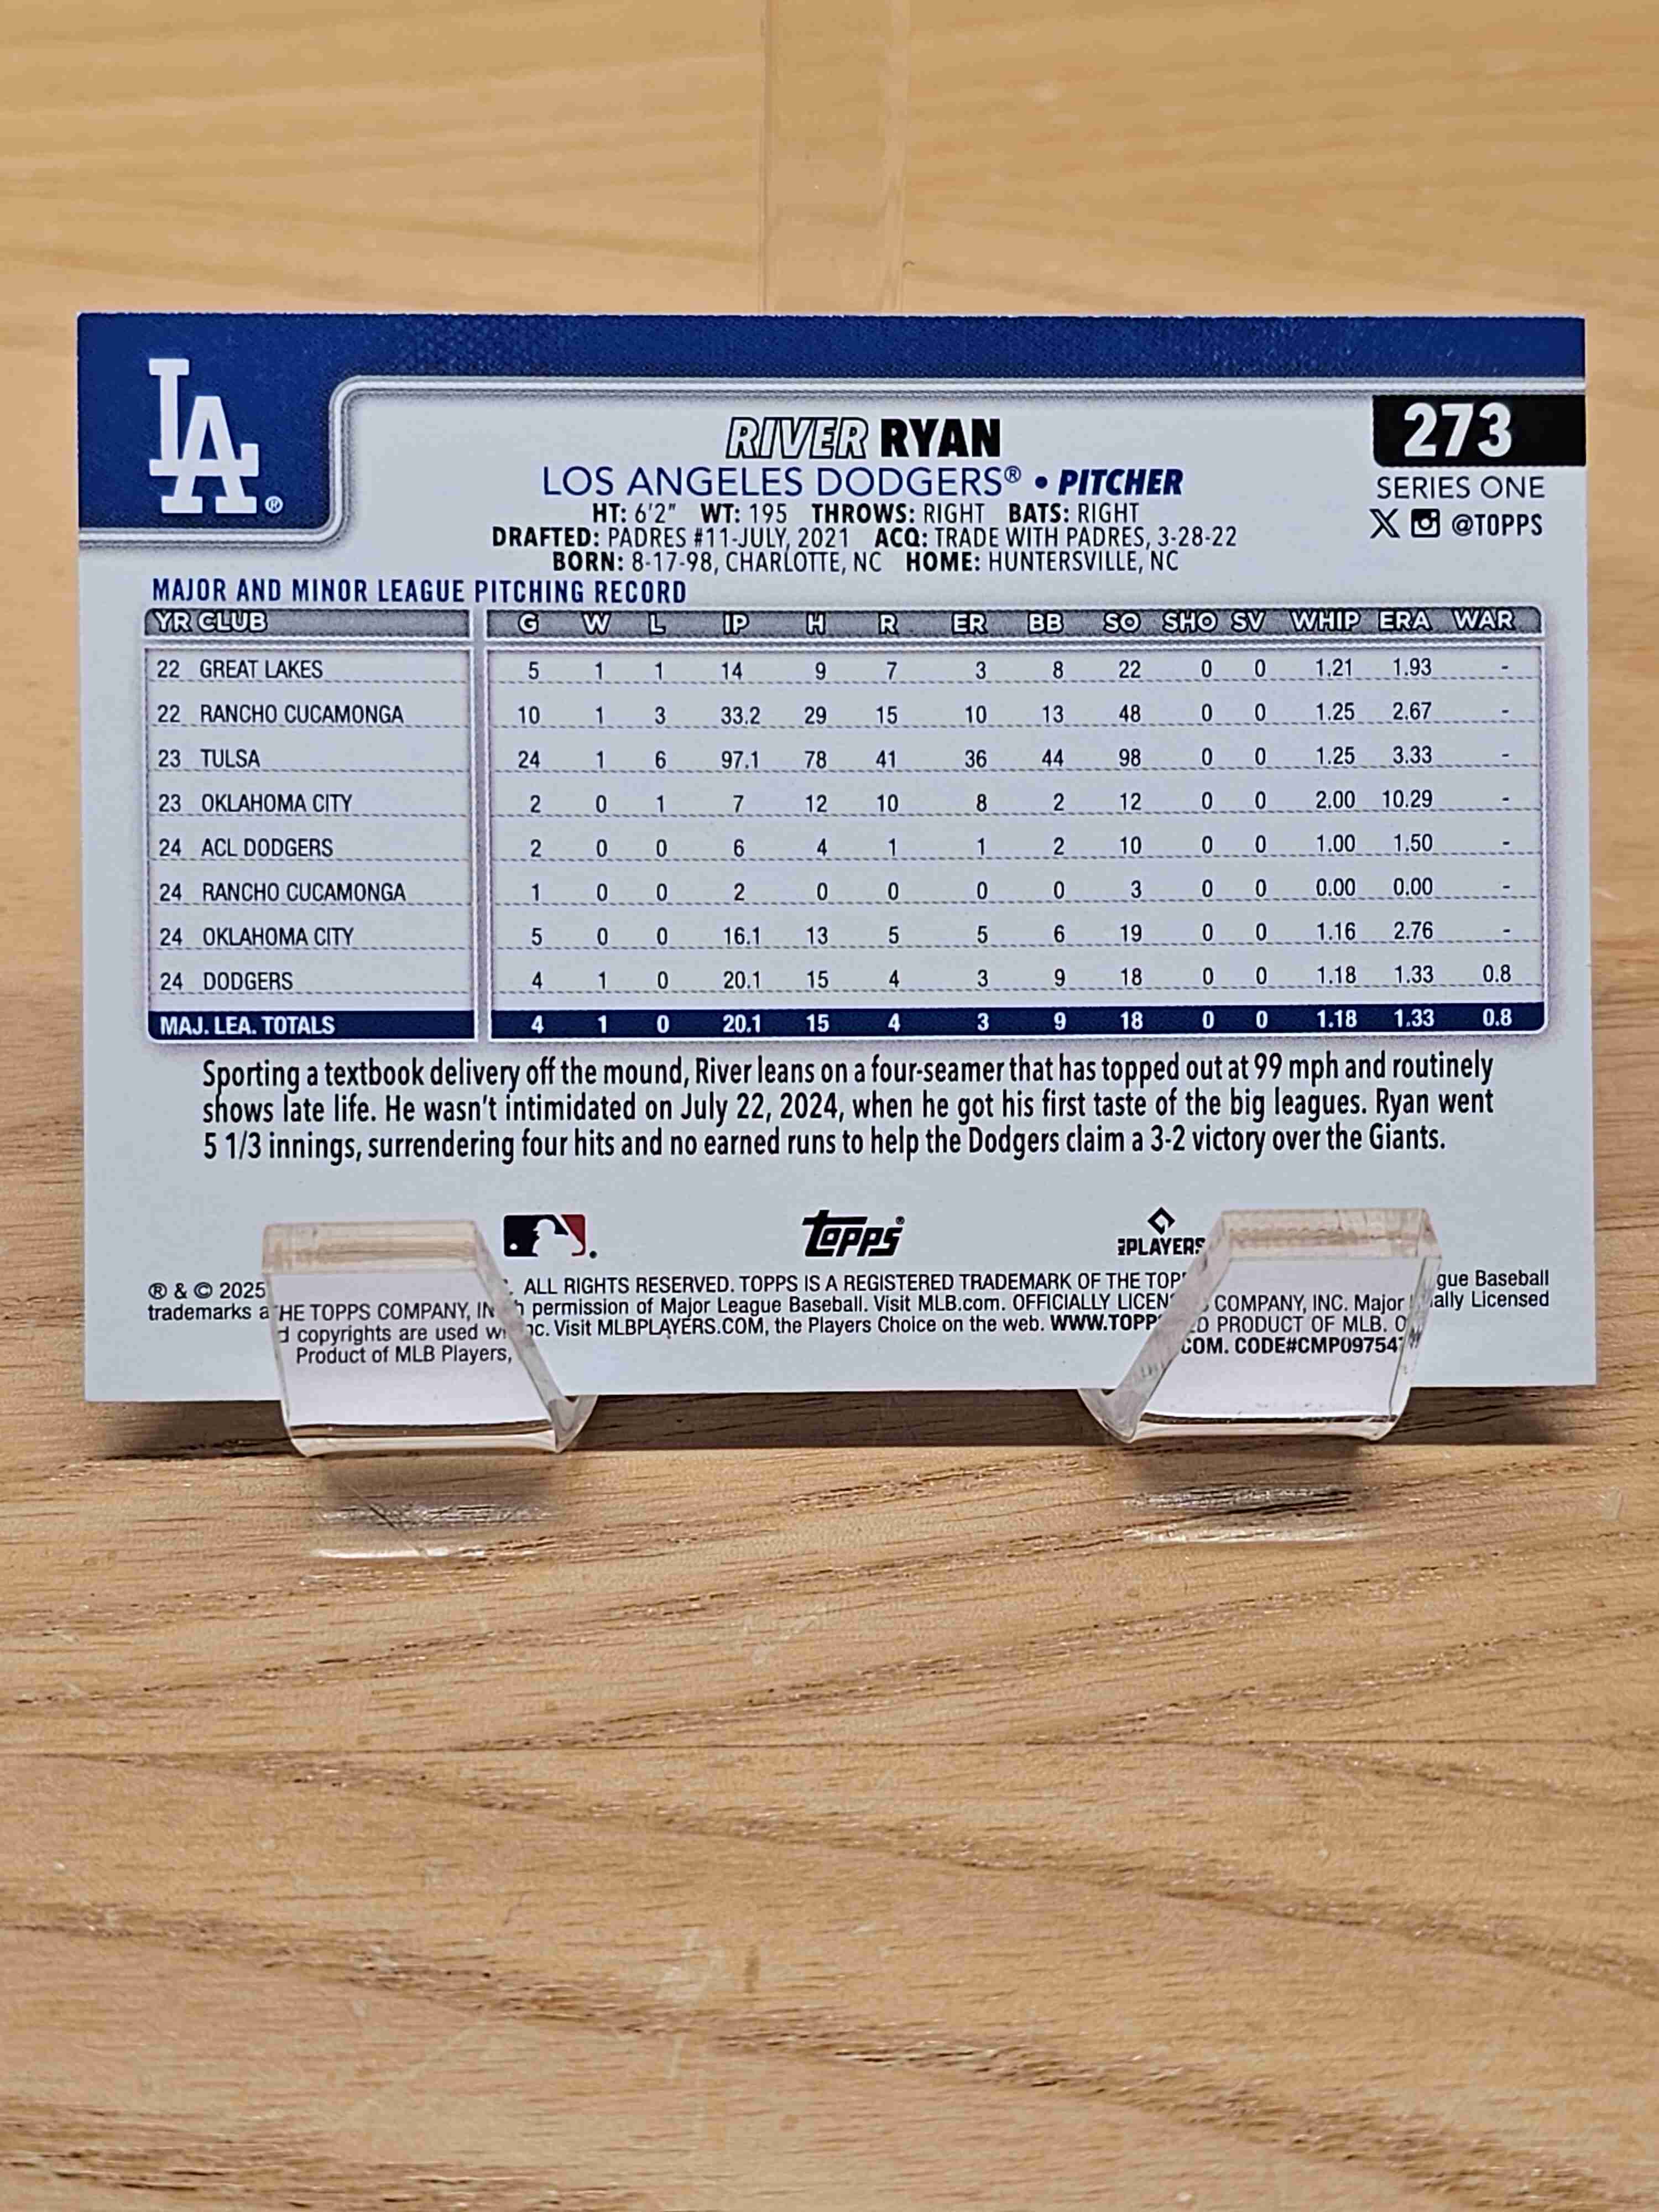 LA®
RIVER RYAN
LOS ANGELES DODGERS® • PITCHER
HT: 6'2" WT: 195 THROWS: RIGHT BATS: RIGHT
DRAFTED: PADRES #11-JULY, 2021 ACQ: TRADE WITH PADRES, 3-28-22
BORN: 8-17-98, CHARLOTTE, NC HOME: HUNTERSVILLE, NC
273
SERIES ONE
X @TOPPS
MAJOR AND MINOR LEAGUE PITCHING RECORD
YR CLUB G W L IP H R ER BB SO SHO SV WHIP ERA WAR
22 GREAT LAKES 5 1 1 14 9 7 3 8 22 0 0 1.21 1.93 -
22 RANCHO CUCAMONGA 10 1 3 33.2 29 15 10 13 48 0 0 1.25 2.67 -
23 TULSA 24 1 6 97.1 78 41 36 44 98 0 0 1.25 3.33 -
23 OKLAHOMA CITY 2 0 1 7 12 10 8 2 12 0 0 2.00 10.29 -
24 ACL DODGERS 2 0 0 6 4 1 1 2 10 0 0 1.00 1.50 -
24 RANCHO CUCAMONGA 1 0 0 2 0 0 0 0 3 0 0 0.00 0.00 -
24 OKLAHOMA CITY 5 0 0 16.1 13 5 5 6 19 0 0 1.16 2.76 -
24 DODGERS 4 1 0 20.1 15 4 3 9 18 0 0 1.18 1.33 0.8
MAJ. LEA. TOTALS 4 1 0 20.1 15 4 3 9 18 0 0 1.18 1.33 0.8
Sporting a textbook delivery off the mound, River leans on a four-seamer that has topped out at 99 mph and routinely
shows late life. He wasn't intimidated on July 22, 2024, when he got his first taste of the big leagues. Ryan went
5 1/3 innings, surrendering four hits and no earned runs to help the Dodgers claim a 3-2 victory over the Giants.
topps® PLAYERS
® & © 2025 THE TOPPS COMPANY, ALL RIGHTS RESERVED. TOPPS IS A REGISTERED TRADEMARK OF THE COMPANY, INC. Major Baseball
trademarks copyrights are used permission of Major League Baseball. Visit MLB.com. OFFICIALLY PRODUCT OF MLB. Licensed
Product of MLB Players, Visit MLBPLAYERS.COM, the Players Choice on the web. WWW.TOPPS.COM.